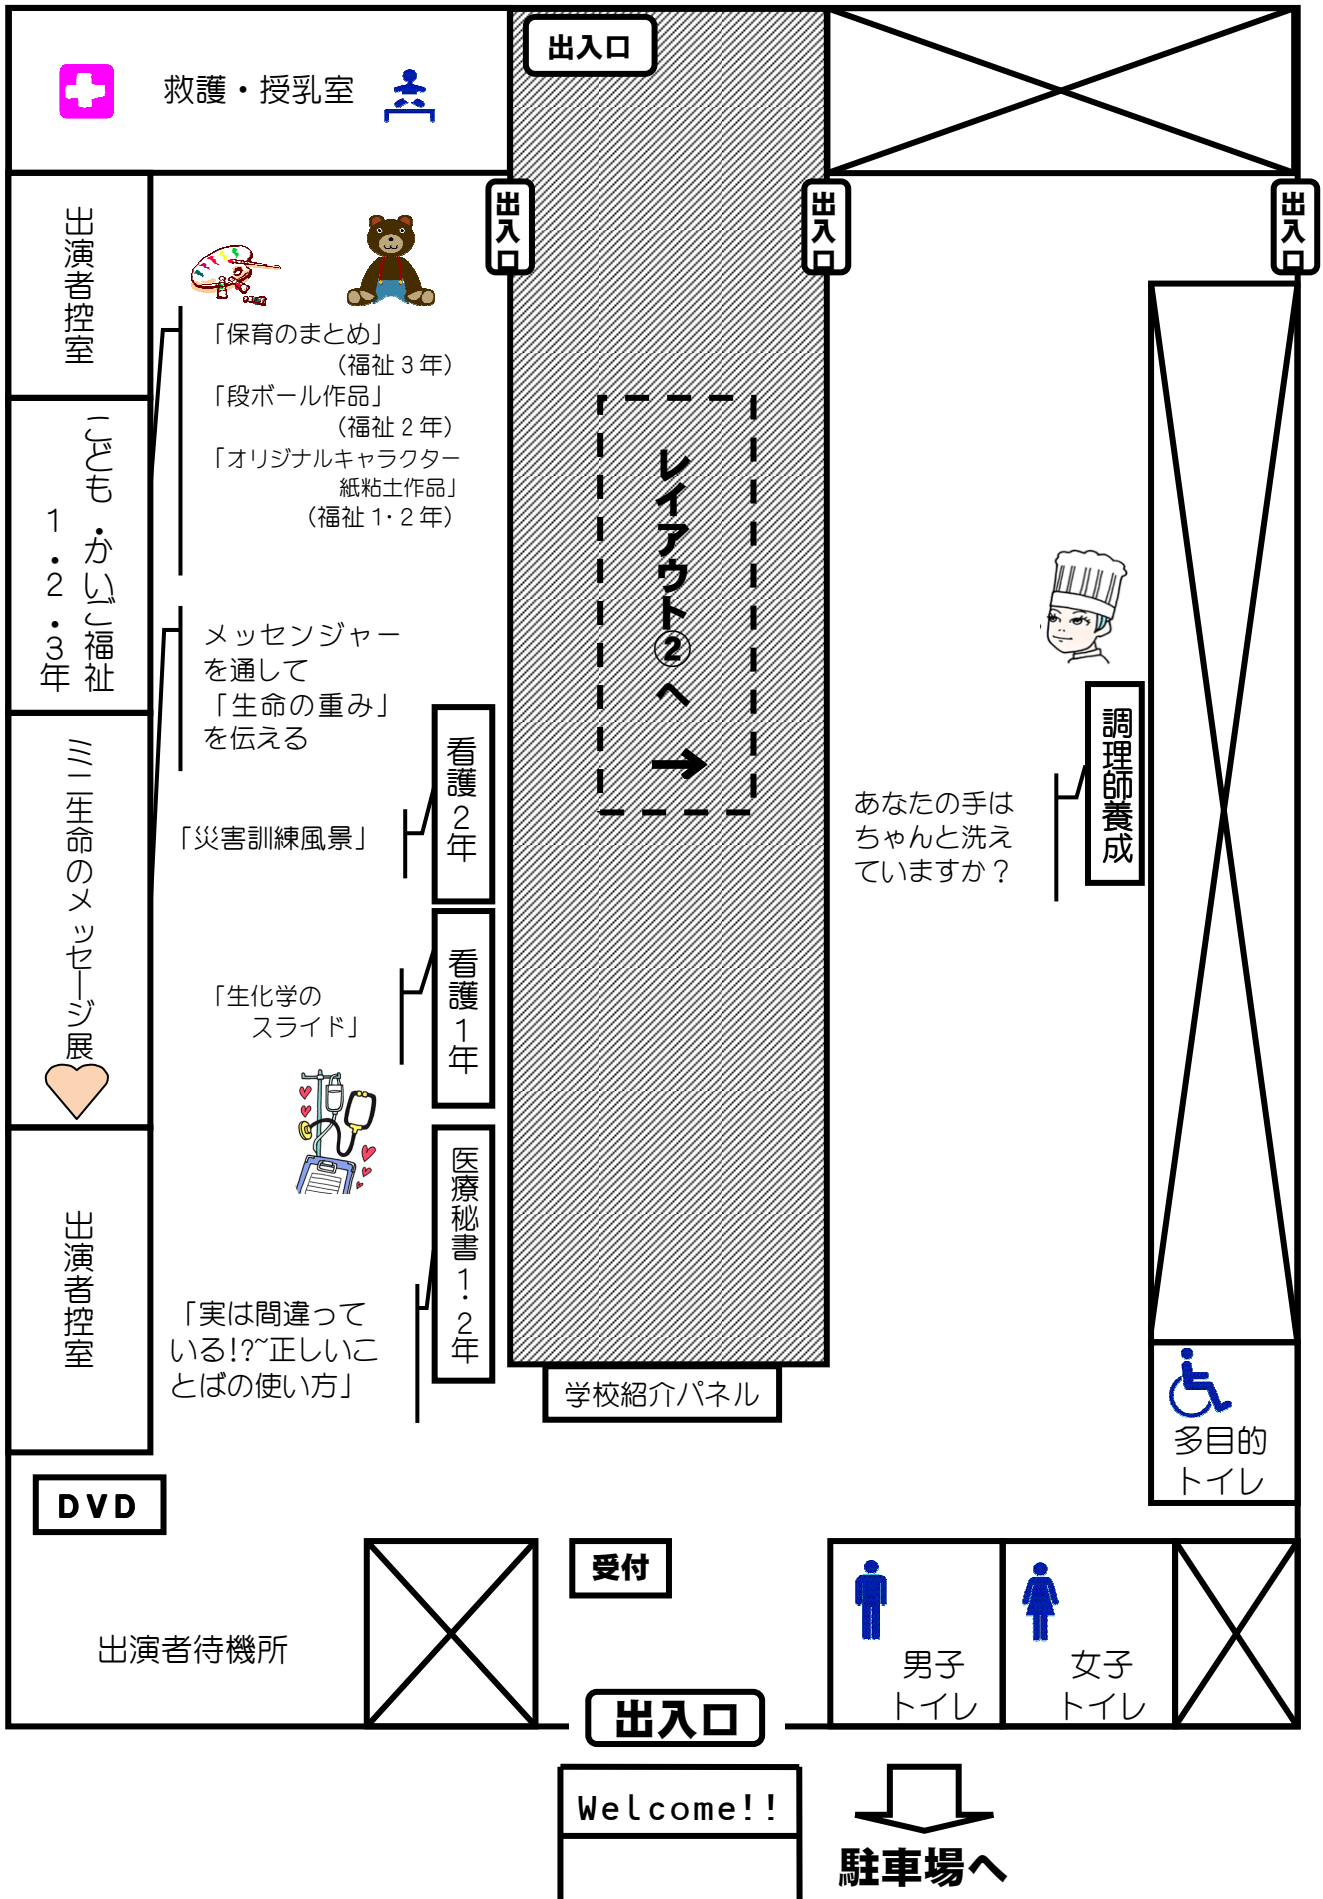 出入口
救護・授乳室
出入口
出入口
出入口
出演者控室
「保育のまとめ」
（福祉３年）
「段ボール作品」
（福祉２年）
「オリジナルキャラクター
紙粘土作品」
（福祉１・２年）
こども・かいご福祉
１・２・３年
レイアウト②へ
→
メッセンジャー
を通して
「生命の重み」
を伝える
ミニ生命のメッセージ展
看護２年
「災害訓練風景」
調理師養成
あなたの手は
ちゃんと洗え
ていますか？
看護１年
「生化学の
スライド」
医療秘書１・２年
出演者控室
「実は間違って
いる!?~正しいこ
とばの使い方」
学校紹介パネル
多目的
トイレ
DVD
受付
出演者待機所
男子
トイレ
女子
トイレ
出入口
Welcome!!
駐車場へ